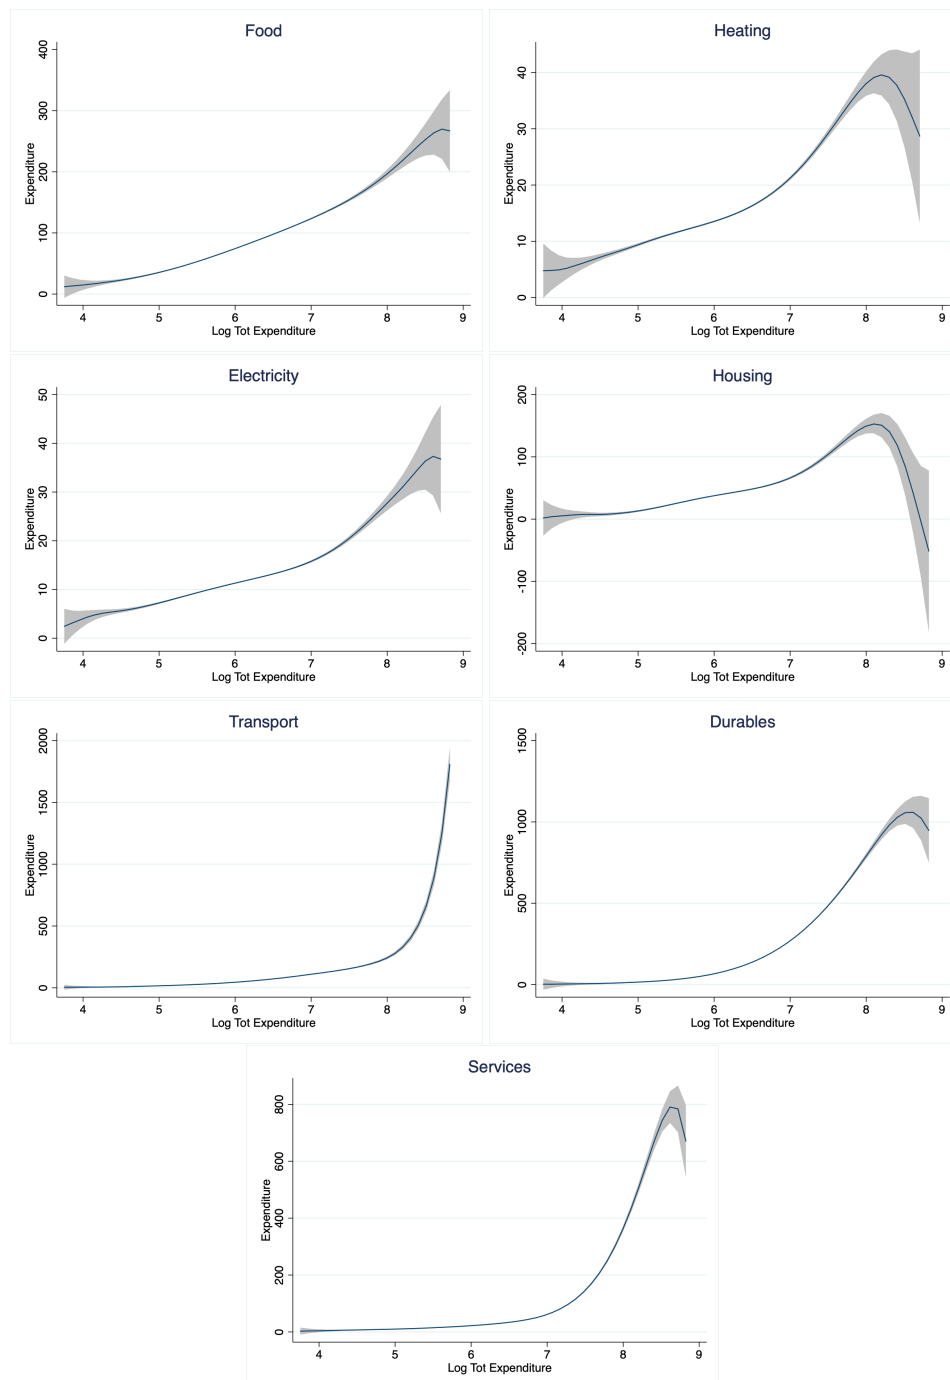 Food
Expenditure
0 100 200 300 400
4 5 6 7 8 9
Log Tot Expenditure
Heating
Expenditure
0 10 20 30 40
4 5 6 7 8 9
Log Tot Expenditure
Electricity
Expenditure
0 10 20 30 40 50
4 5 6 7 8 9
Log Tot Expenditure
Housing
Expenditure
-200 -100 0 100 200
4 5 6 7 8 9
Log Tot Expenditure
Transport
Expenditure
0 500 1000 1500 2000
4 5 6 7 8 9
Log Tot Expenditure
Durables
Expenditure
0 500 1000 1500
4 5 6 7 8 9
Log Tot Expenditure
Services
Expenditure
0 200 400 600 800
4 5 6 7 8 9
Log Tot Expenditure